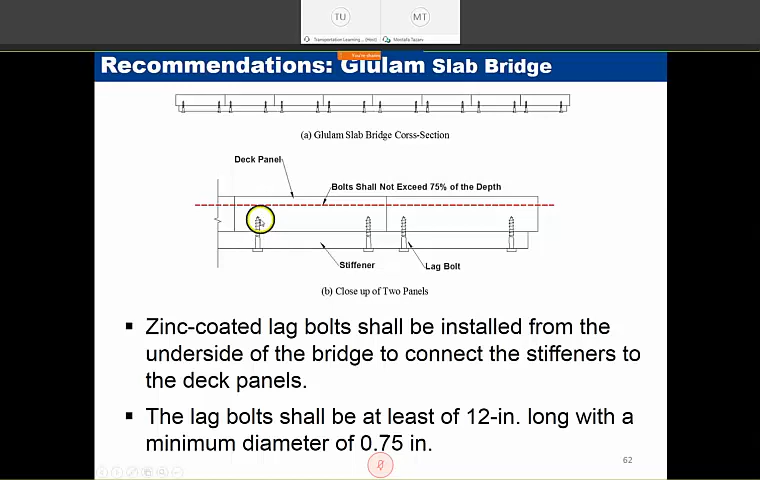 TU
MT
Transportation Learning ... (Host)
Mostafa Tazarv
Recommendations: Glulam Slab Bridge
(a) Glulam Slab Bridge Corss-Section
Deck Panel
Bolts Shall Not Exceed 75% of the Depth
Stiffener
Lag Bolt
(b) Close up of Two Panels
▪ Zinc-coated lag bolts shall be installed from the
underside of the bridge to connect the stiffeners to
the deck panels.
▪ The lag bolts shall be at least of 12-in. long with a
minimum diameter of 0.75 in.
62